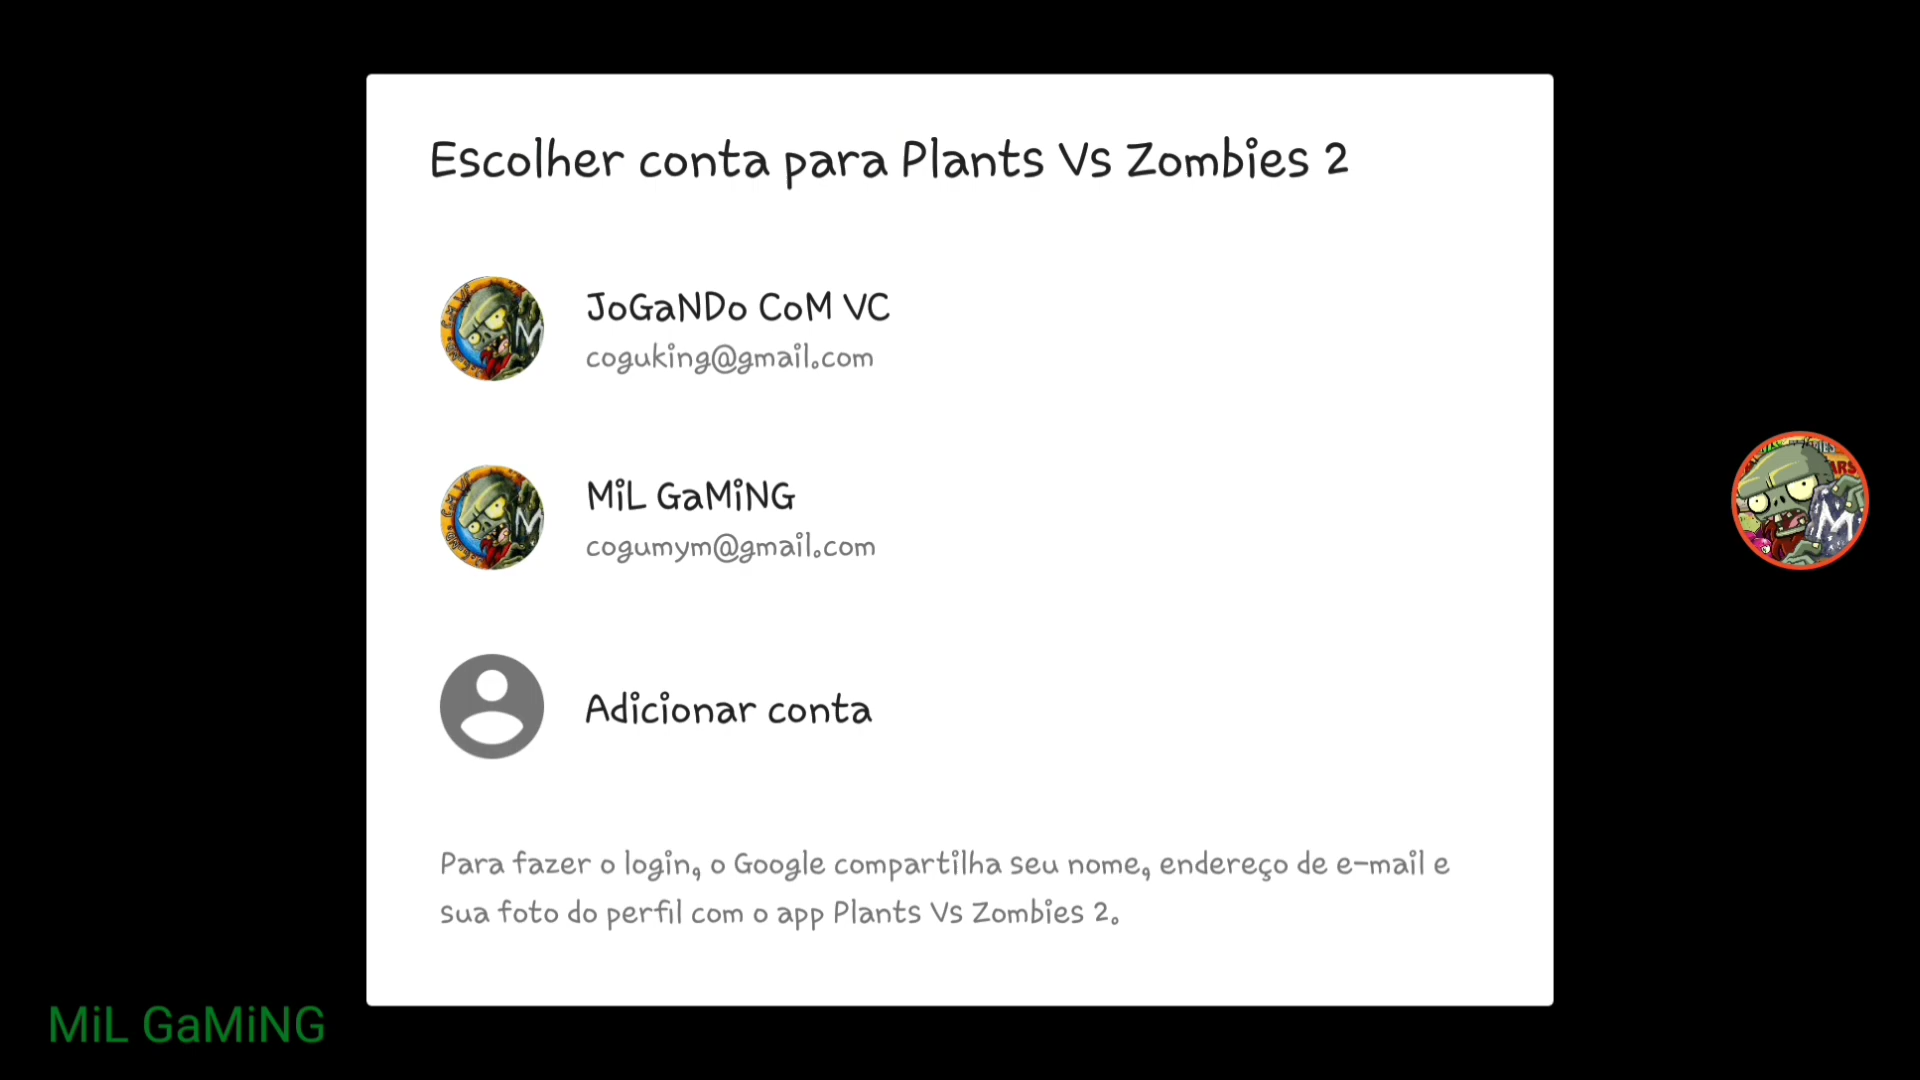 Escolher conta para Plants Vs Zombies 2
JoGaNDo CoM VC
coguking@gmail.com
MiL GaMiNG
cogumym@gmail.com
Adicionar conta
Para fazer o login, o Google compartilha seu nome, endereço de e-mail e
sua foto do perfil com o app Plants Vs Zombies 2.
MiL GaMiNG